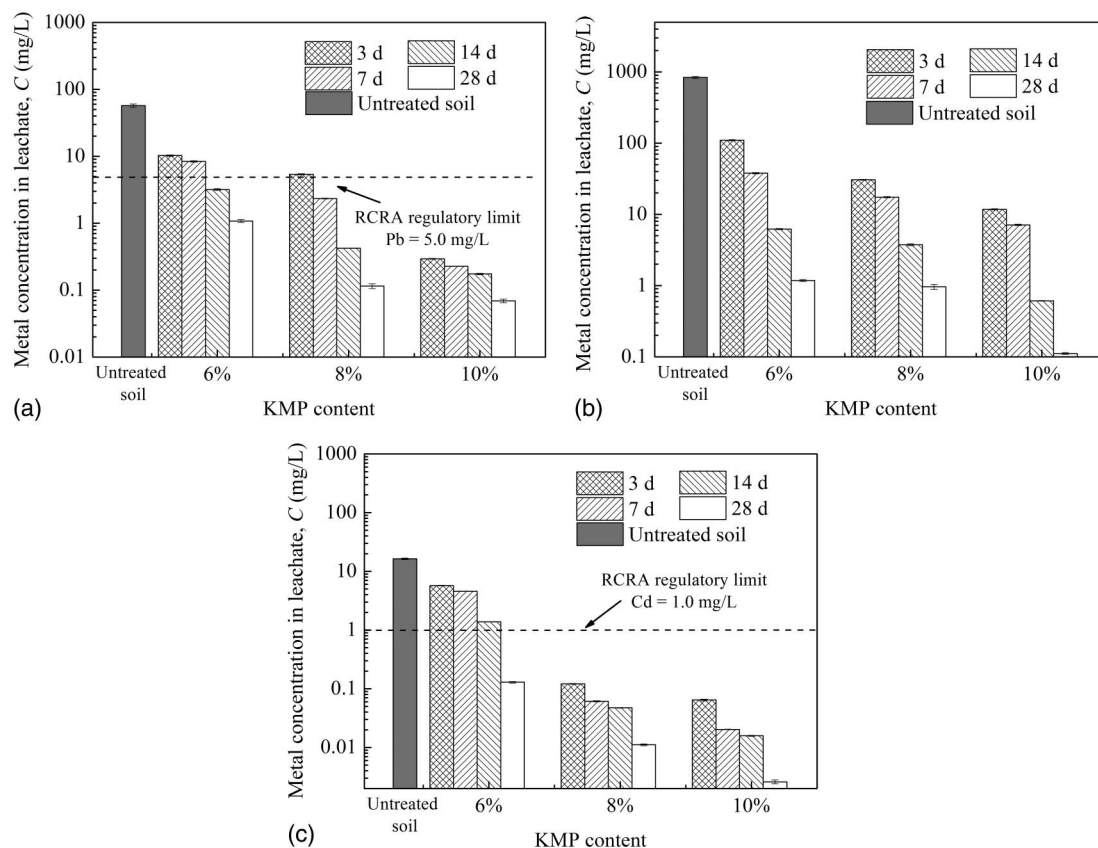 1000
100
10
1
0.1
0.01
Metal concentration in leachate, C (mg/L)
3 d
14 d
7 d
28 d
Untreated soil
RCRA regulatory limit
Pb = 5.0 mg/L
Untreated
soil
6%
8%
10%
KMP content
(a)
1000
100
10
1
0.1
Metal concentration in leachate, C (mg/L)
3 d
14 d
7 d
28 d
Untreated soil
Untreated
soil
6%
8%
10%
KMP content
(b)
1000
100
10
1
0.1
0.01
Metal concentration in leachate, C (mg/L)
3 d
14 d
7 d
28 d
Untreated soil
RCRA regulatory limit
Cd = 1.0 mg/L
Untreated
soil
6%
8%
10%
KMP content
(c)